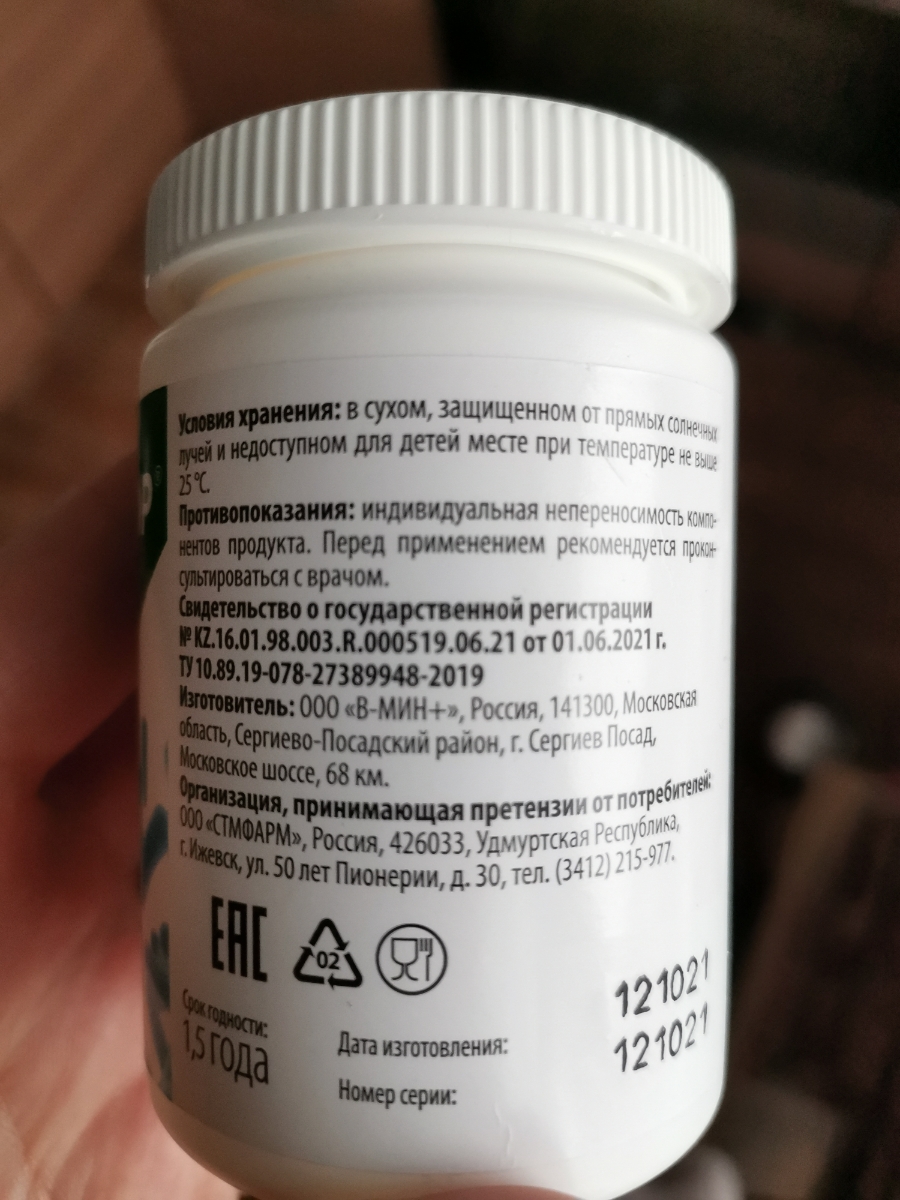 Р®
Условия хранения: в сухом, защищенном от прямых солнечных
лучей и недоступном для детей месте при температуре не выше
25 °С.
Противопоказания: индивидуальная непереносимость компо-
нентов продукта. Перед применением рекомендуется прокон-
сультироваться с врачом.
Свидетельство о государственной регистрации
№ KZ.16.01.98.003.R.000519.06.21 от 01.06.2021 г.
ТУ 10.89.19-078-27389948-2019
Изготовитель: ООО «В-МИН+», Россия, 141300, Московская
область, Сергиево-Посадский район, г. Сергиев Посад,
Московское шоссе, 68 км.
Организация, принимающая претензии от потребителей:
ООО «СТМФАРМ», Россия, 426033, Удмуртская Республика,
г. Ижевск, ул. 50 лет Пионерии, д. 30, тел. (3412) 215-977.
EAC
02
Срок годности:
1,5 года
Дата изготовления: 121021
Номер серии: 121021